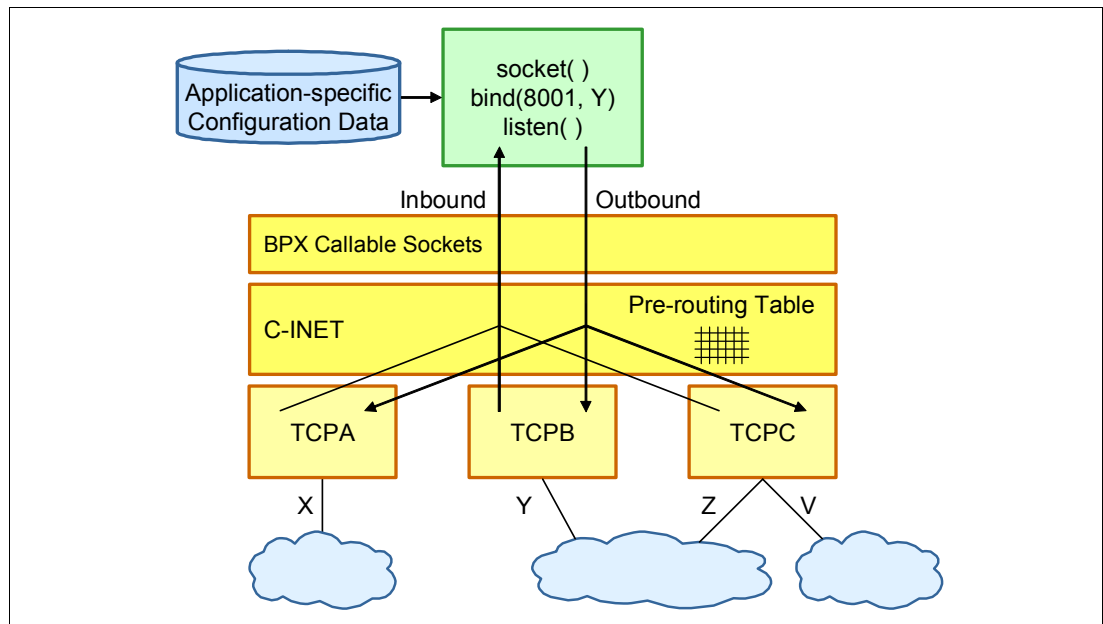 Application-specific
Configuration Data
socket( )
bind(8001, Y)
listen( )
Inbound
Outbound
BPX Callable Sockets
C-INET
Pre-routing Table
TCPA
TCPB
TCPC
X
Y
Z
V